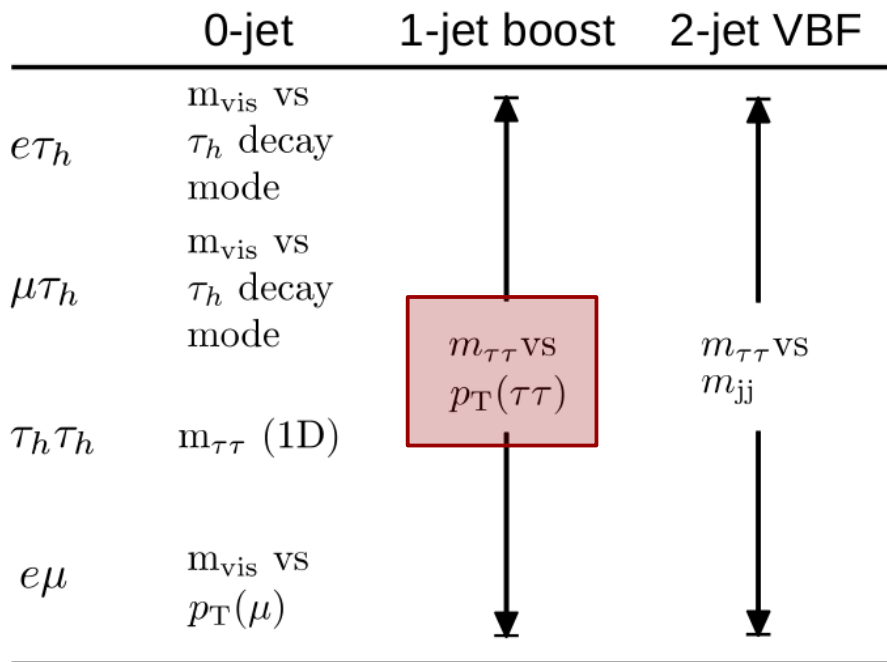 0-jet 1-jet boost 2-jet VBF
eτ_h
m_vis vs
τ_h decay
mode
μτ_h
m_vis vs
τ_h decay
mode
τ_hτ_h
m_ττ (1D)
eμ
m_vis vs
p_T(μ)
m_ττ vs
p_T(ττ)
m_ττ vs
m_jj